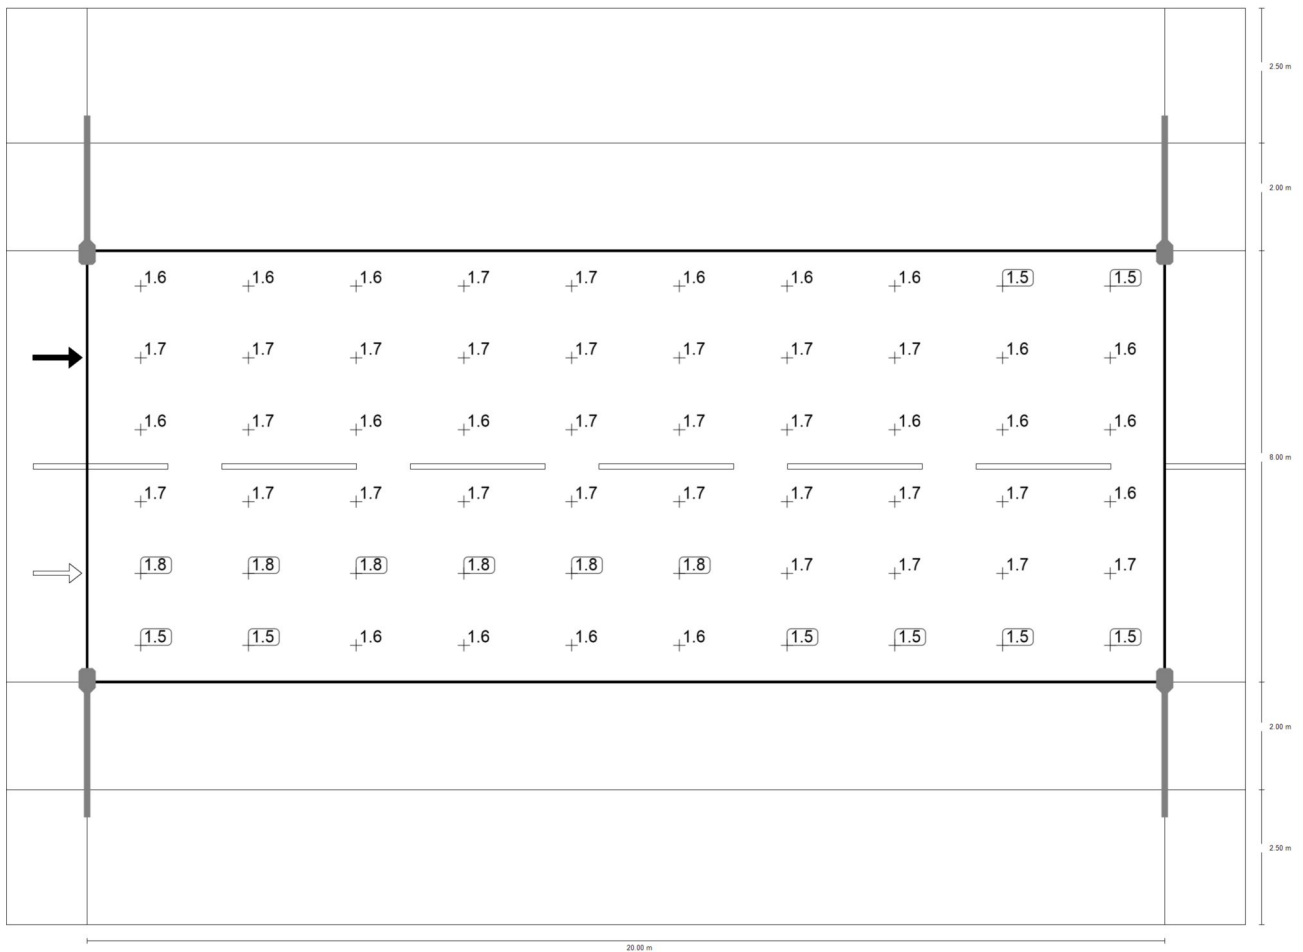 2.50 m
2.00 m
1.6 1.6 1.6 1.7 1.7 1.6 1.6 1.6 1.5 1.5
1.7 1.7 1.7 1.7 1.7 1.7 1.7 1.7 1.6 1.6
1.6 1.7 1.6 1.6 1.7 1.7 1.7 1.6 1.6 1.6
8.00 m
1.7 1.7 1.7 1.7 1.7 1.7 1.7 1.7 1.7 1.6
1.8 1.8 1.8 1.8 1.8 1.8 1.7 1.7 1.7 1.7
1.5 1.5 1.6 1.6 1.6 1.6 1.5 1.5 1.5 1.5
2.00 m
2.50 m
20.00 m